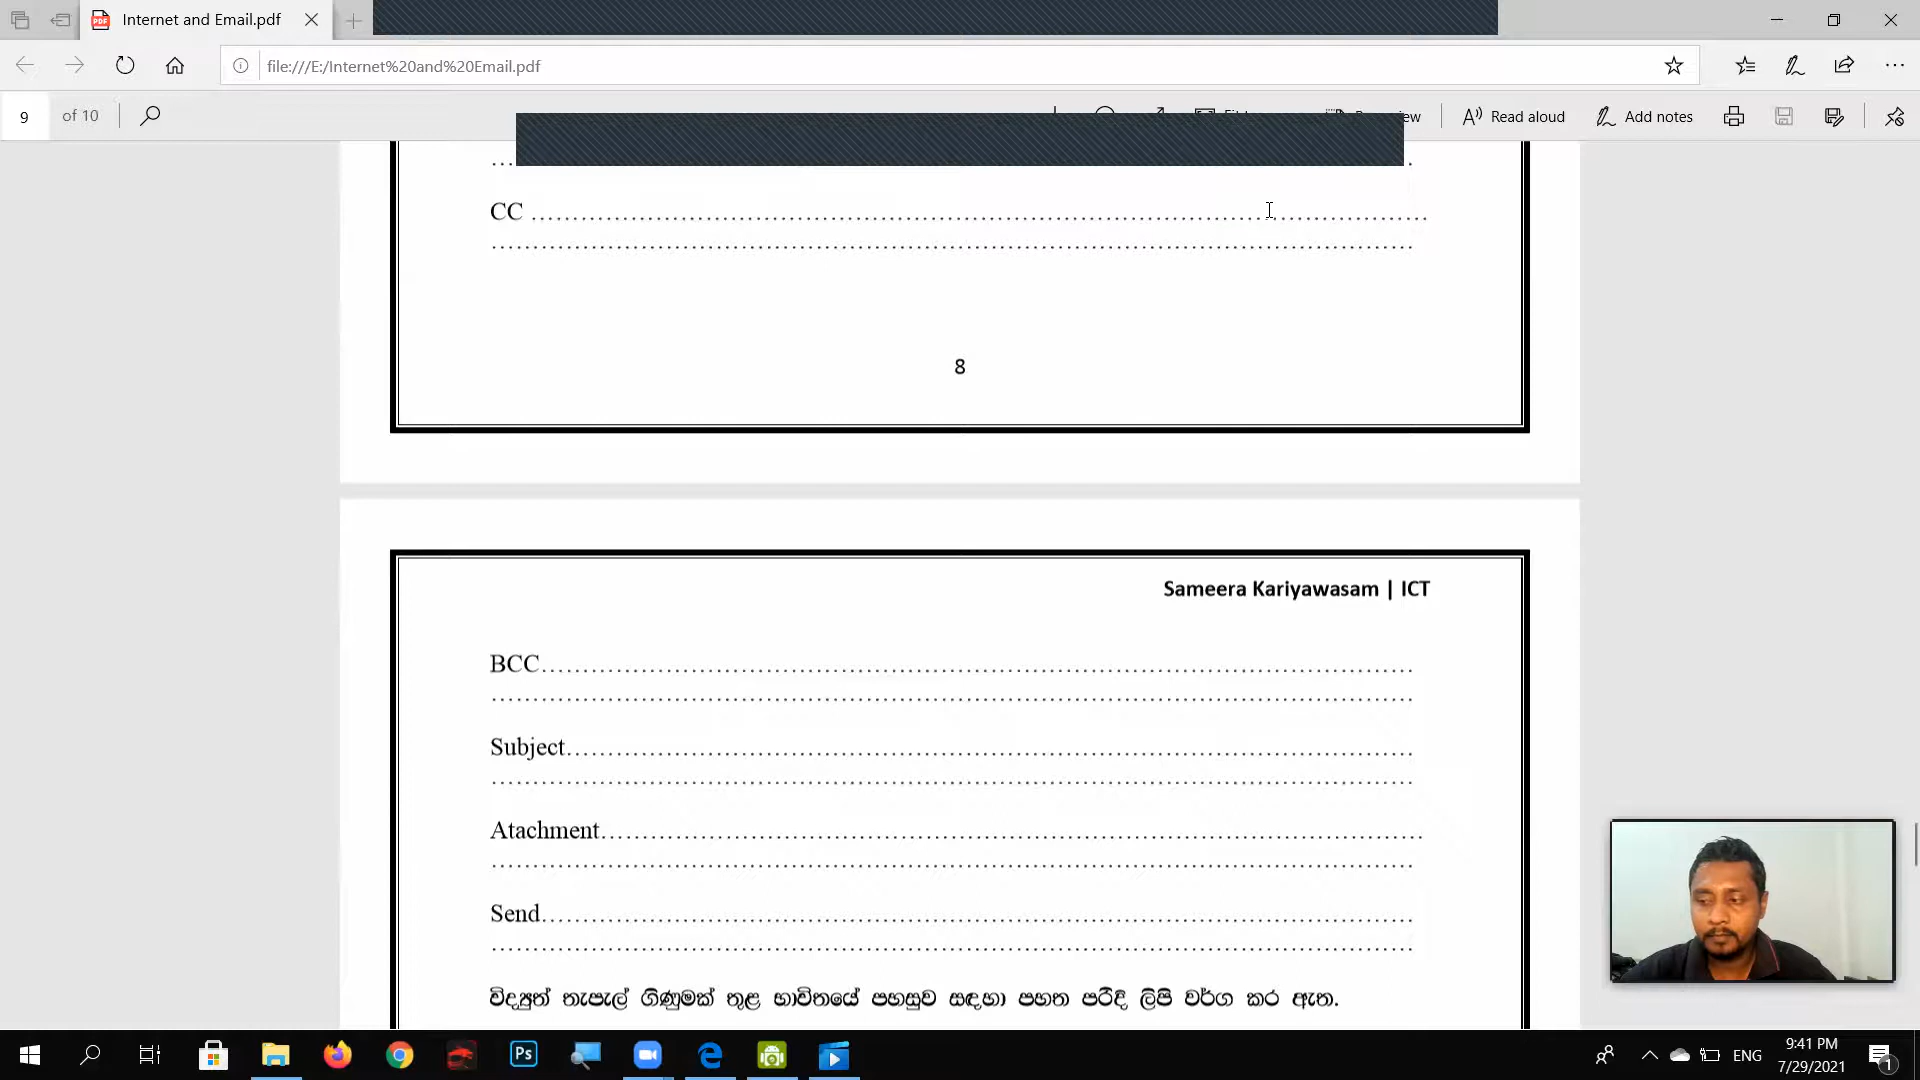 Internet and Email.pdf
file:///E:/Internet%20and%20Email.pdf
9 of 10
Read aloud
Add notes
CC ........................................................................................................
........................................................................................................
8
Sameera Kariyawasam | ICT
BCC........................................................................................................
........................................................................................................
Subject........................................................................................................
........................................................................................................
Atachment........................................................................................................
........................................................................................................
Send........................................................................................................
........................................................................................................
විද්‍යුත් තැපැල් ගිණුමක් තුළ භාවිතයේ පහසුව සඳහා පහත පරිදි ලිපි වර්ග කර ඇත.
Ps
ENG
9:41 PM
7/29/2021
1